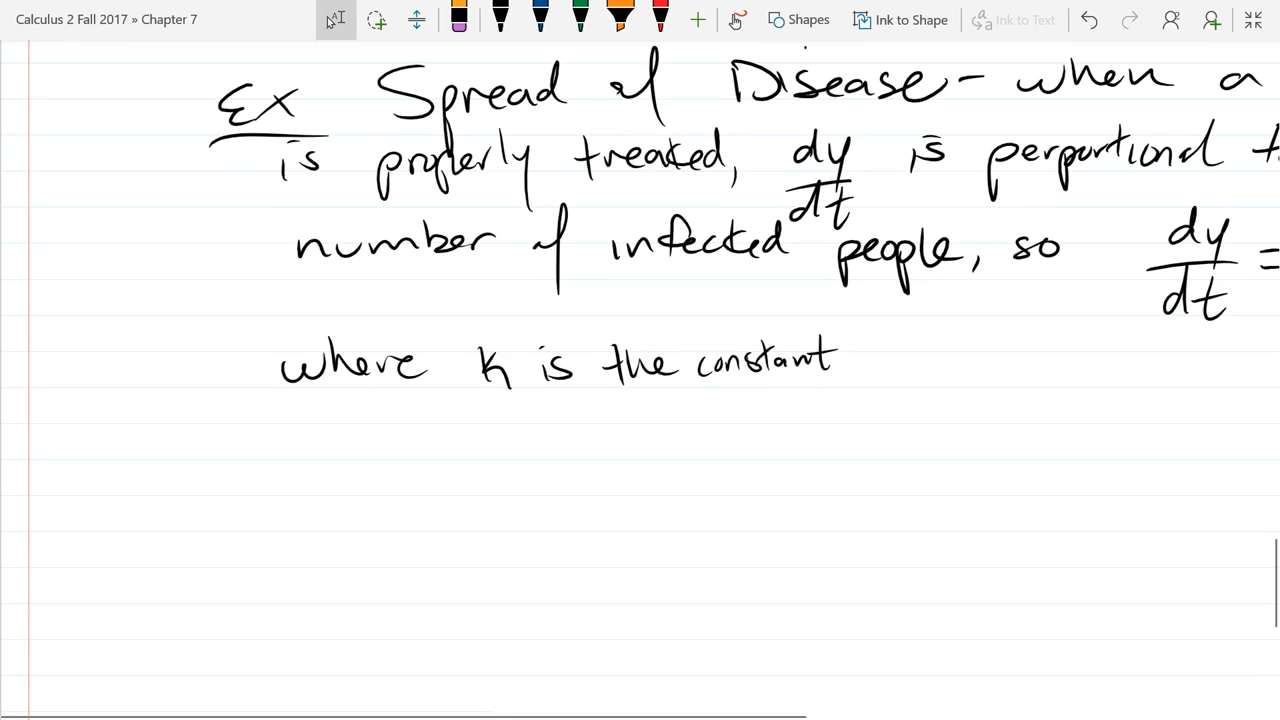 Calculus 2 Fall 2017 » Chapter 7 Shapes Ink to Shape Ink to Text
Ex Spread of Disease - when a
is properly treated, dy/dt is perportional t
number of infected people, so dy/dt =
where k is the constant